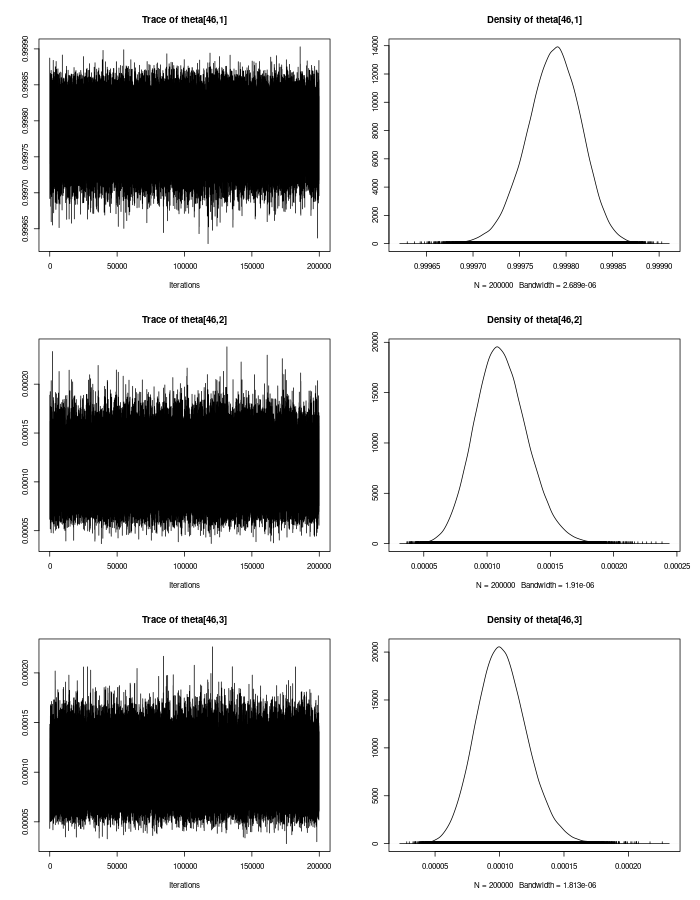 Trace of theta[46,1]
0.99965 0.99970 0.99975 0.99980 0.99985 0.99990
0 50000 100000 150000 200000
Iterations
Density of theta[46,1]
0 2000 4000 6000 8000 10000 12000 14000
0.99965 0.99970 0.99975 0.99980 0.99985 0.99990
N = 200000 Bandwidth = 2.689e-06
Trace of theta[46,2]
0.00005 0.00010 0.00015 0.00020
0 50000 100000 150000 200000
Iterations
Density of theta[46,2]
0 5000 10000 15000 20000
0.00005 0.00010 0.00015 0.00020 0.00025
N = 200000 Bandwidth = 1.91e-06
Trace of theta[46,3]
0.00005 0.00010 0.00015 0.00020
0 50000 100000 150000 200000
Iterations
Density of theta[46,3]
0 5000 10000 15000 20000
0.00005 0.00010 0.00015 0.00020
N = 200000 Bandwidth = 1.813e-06